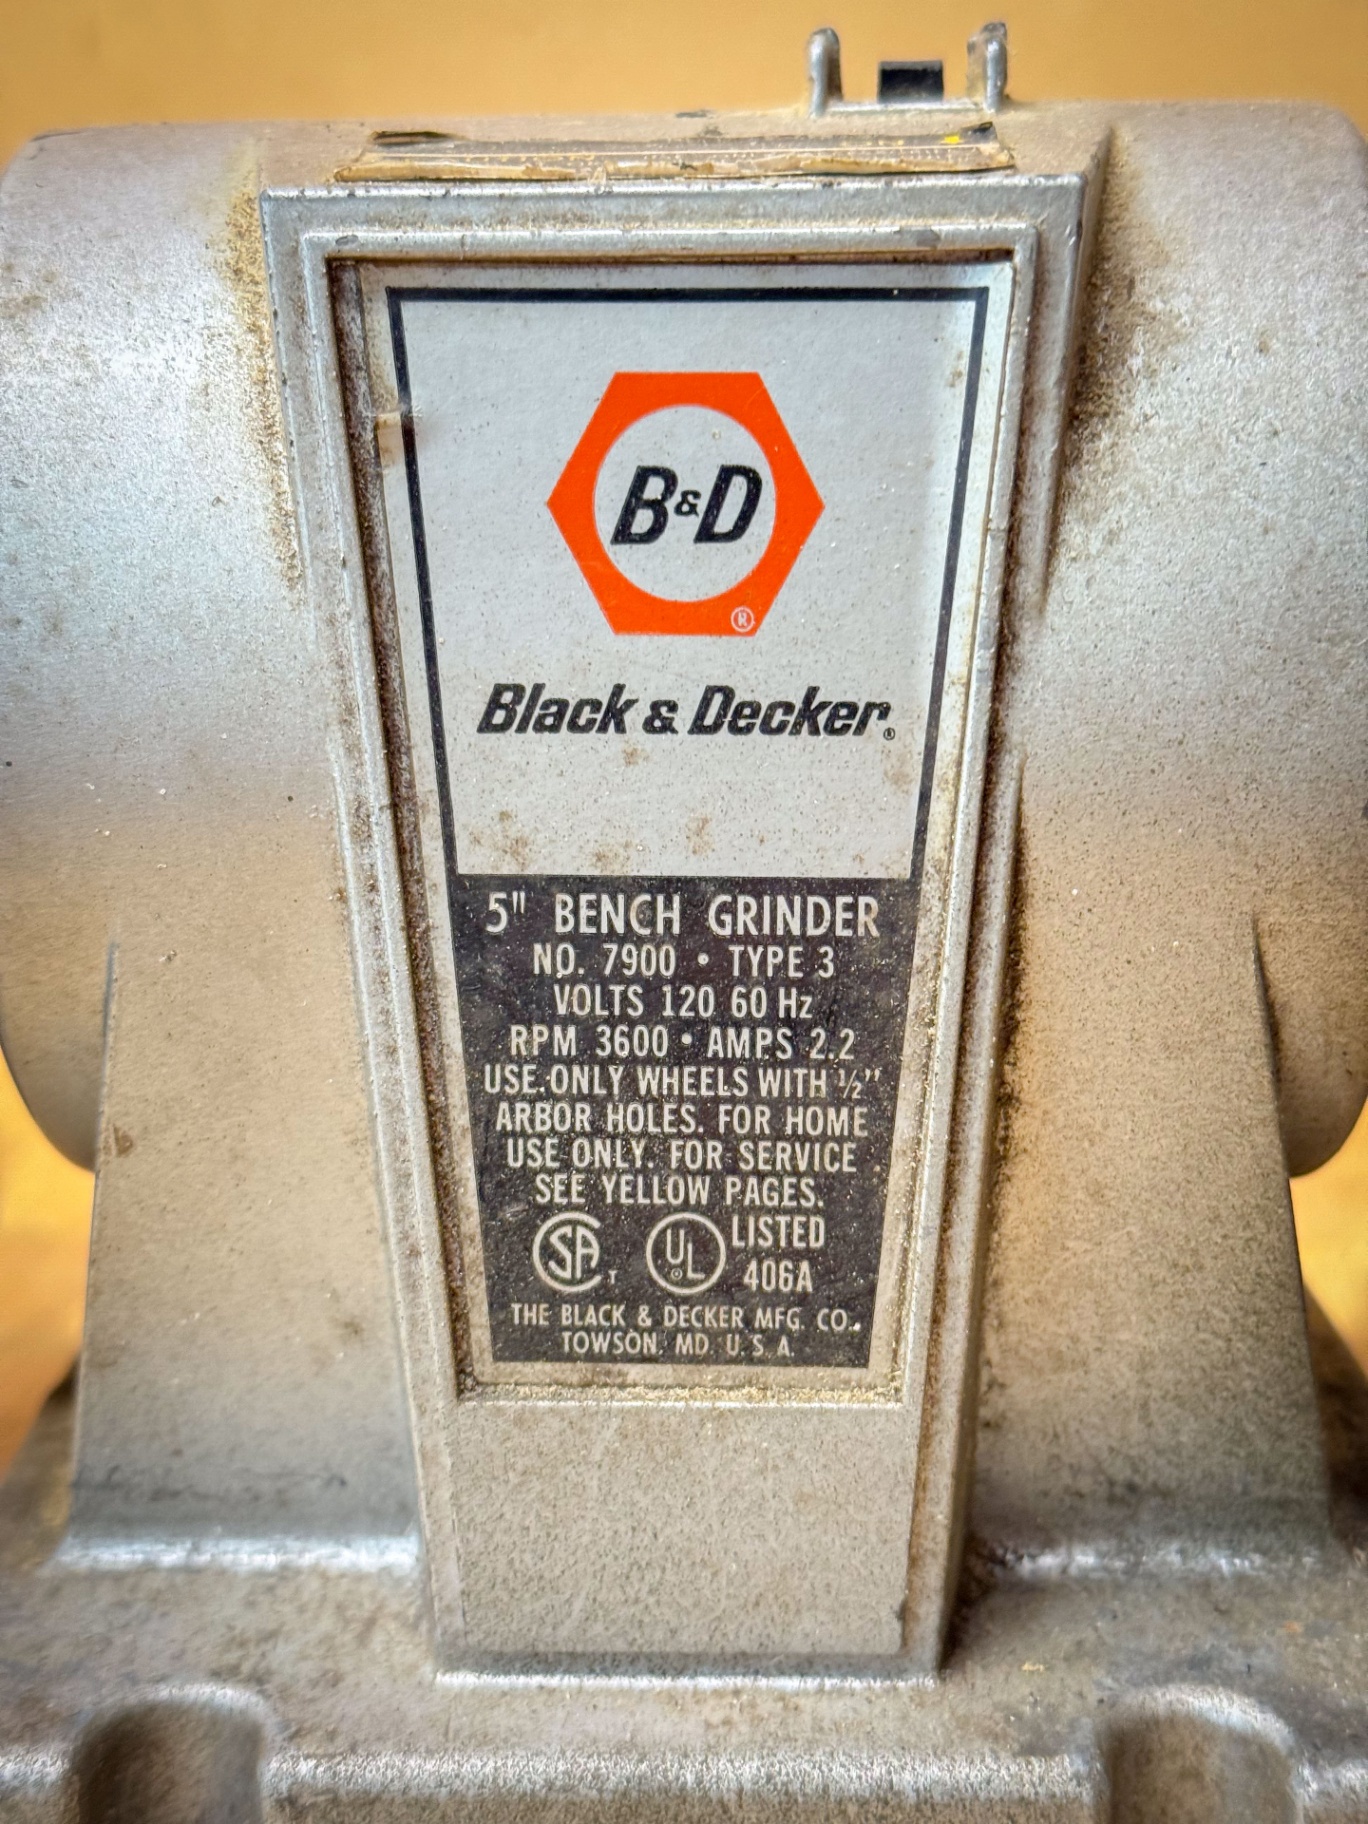 B&D
®
Black & Decker®
5" BENCH GRINDER
NO. 7900 • TYPE 3
VOLTS 120 60 Hz
RPM 3600 • AMPS 2.2
USE ONLY WHEELS WITH ½"
ARBOR HOLES. FOR HOME
USE ONLY. FOR SERVICE
SEE YELLOW PAGES.
SA T UL LISTED
406A
THE BLACK & DECKER MFG. CO.,
TOWSON, MD. U.S.A.